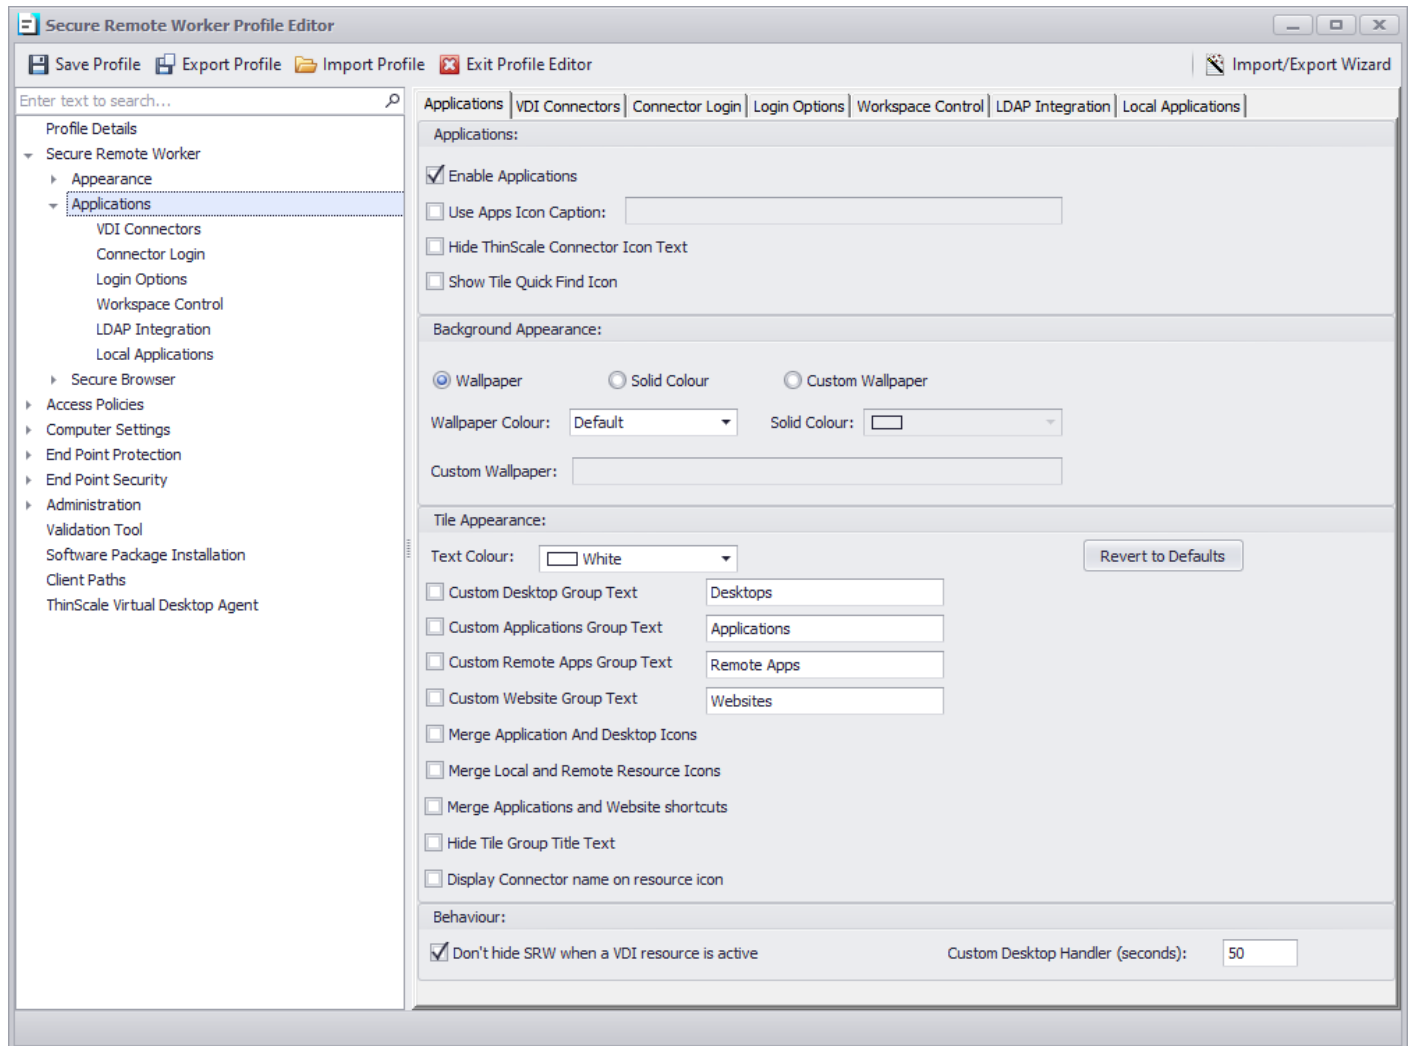 Secure Remote Worker Profile Editor
Save Profile Export Profile Import Profile Exit Profile Editor Import/Export Wizard
Enter text to search...
Profile Details
Secure Remote Worker
Appearance
Applications
VDI Connectors
Connector Login
Login Options
Workspace Control
LDAP Integration
Local Applications
Secure Browser
Access Policies
Computer Settings
End Point Protection
End Point Security
Administration
Validation Tool
Software Package Installation
Client Paths
ThinScale Virtual Desktop Agent
Applications VDI Connectors Connector Login Login Options Workspace Control LDAP Integration Local Applications
Applications:
Enable Applications
Use Apps Icon Caption:
Hide ThinScale Connector Icon Text
Show Tile Quick Find Icon
Background Appearance:
Wallpaper Solid Colour Custom Wallpaper
Wallpaper Colour: Default Solid Colour:
Custom Wallpaper:
Tile Appearance:
Text Colour: White Revert to Defaults
Custom Desktop Group Text Desktops
Custom Applications Group Text Applications
Custom Remote Apps Group Text Remote Apps
Custom Website Group Text Websites
Merge Application And Desktop Icons
Merge Local and Remote Resource Icons
Merge Applications and Website shortcuts
Hide Tile Group Title Text
Display Connector name on resource icon
Behaviour:
Don't hide SRW when a VDI resource is active Custom Desktop Handler (seconds): 50